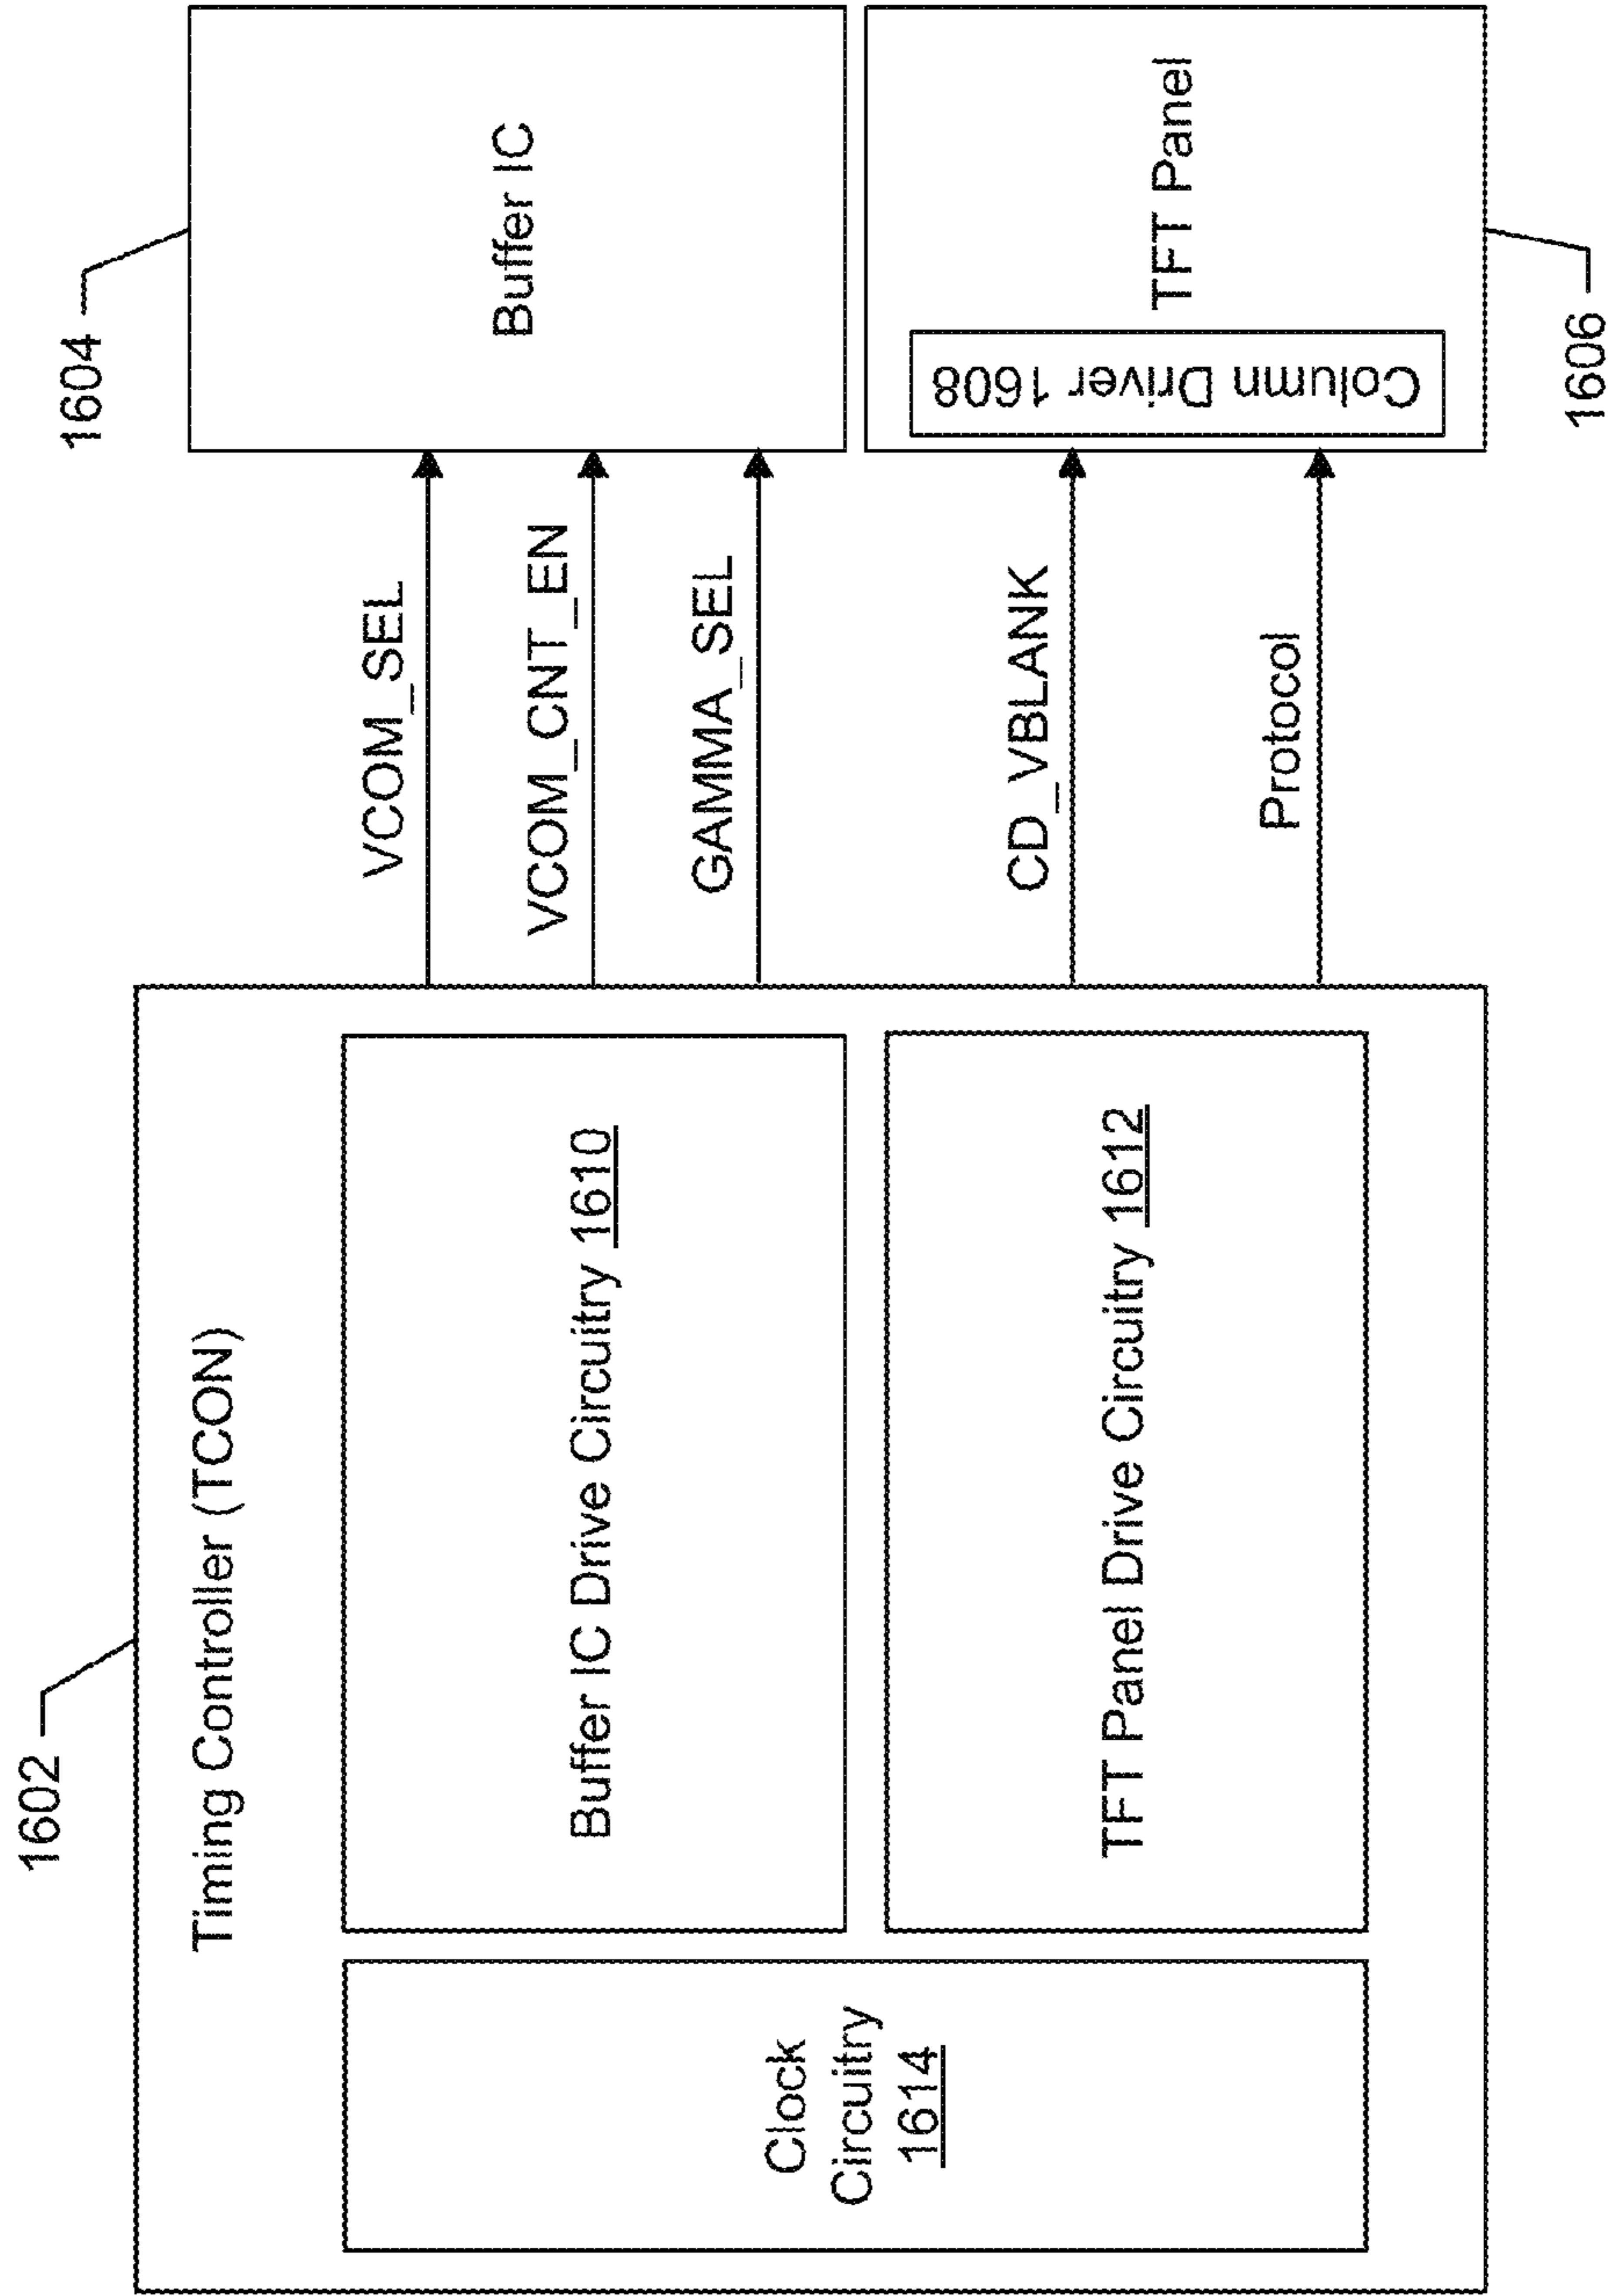 1602
Timing Controller (TCON)
Clock
Circuitry
1614
Buffer IC Drive Circuitry 1610
TFT Panel Drive Circuitry 1612
VCOM_SEL
VCOM_CNT_EN
GAMMA_SEL
CD_VBLANK
Protocol
1604
Buffer IC
Column Driver 1608
TFT Panel
1606